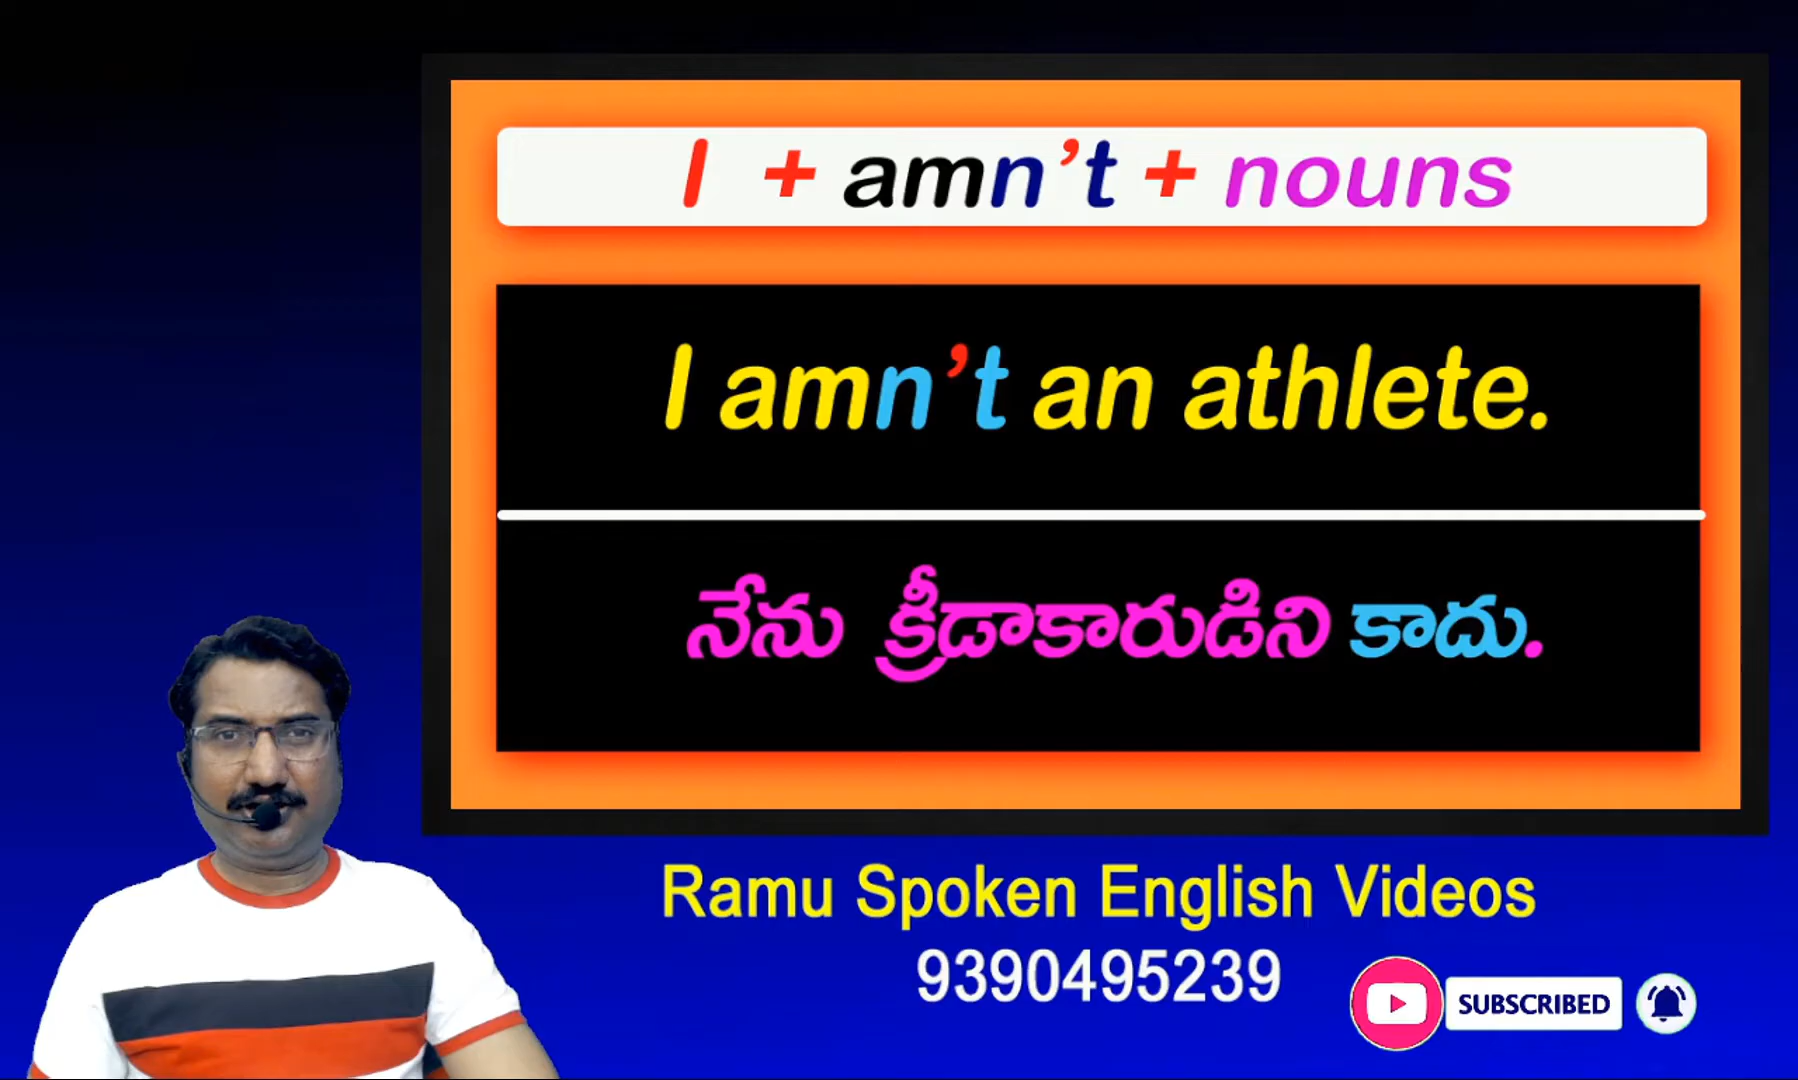 I + amn’t + nouns
I amn’t an athlete.
నేను క్రీడాకారుడిని కాదు.
Ramu Spoken English Videos
9390495239
SUBSCRIBED